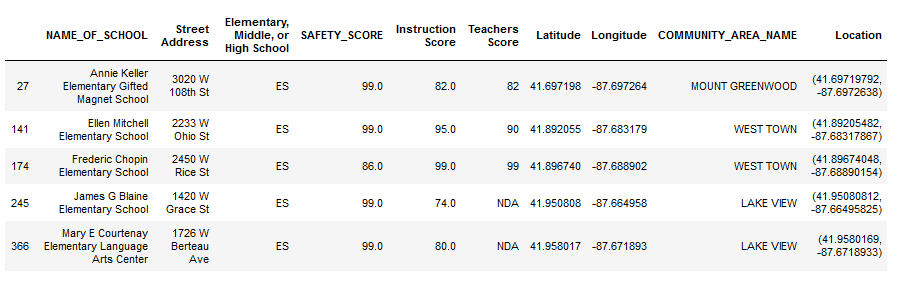 NAME_OF_SCHOOL Street Address Elementary, Middle, or High School SAFETY_SCORE Instruction Score Teachers Score Latitude Longitude COMMUNITY_AREA_NAME Location
27 Annie Keller Elementary Gifted Magnet School 3020 W 108th St ES 99.0 82.0 82 41.697198 -87.697264 MOUNT GREENWOOD (41.69719792, -87.6972638)
141 Ellen Mitchell Elementary School 2233 W Ohio St ES 99.0 95.0 90 41.892055 -87.683179 WEST TOWN (41.89205482, -87.68317867)
174 Frederic Chopin Elementary School 2450 W Rice St ES 86.0 99.0 99 41.896740 -87.688902 WEST TOWN (41.89674048, -87.68890154)
245 James G Blaine Elementary School 1420 W Grace St ES 99.0 74.0 NDA 41.950808 -87.664958 LAKE VIEW (41.95080812, -87.66495825)
366 Mary E Courtenay Elementary Language Arts Center 1726 W Berteau Ave ES 99.0 80.0 NDA 41.958017 -87.671893 LAKE VIEW (41.9580169, -87.6718933)